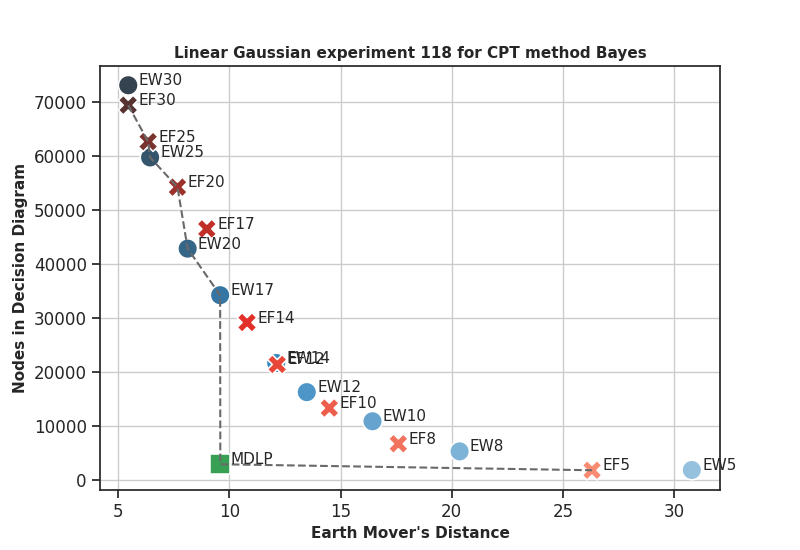 Linear Gaussian experiment 118 for CPT method Bayes
Nodes in Decision Diagram
70000
60000
50000
40000
30000
20000
10000
0
EW30
EF30
EF25
EW25
EF20
EF17
EW20
EW17
EF14
EW14
EF12
EW12
EF10
EW10
EF8
EW8
MDLP
EF5
EW5
5
10
15
20
25
30
Earth Mover's Distance